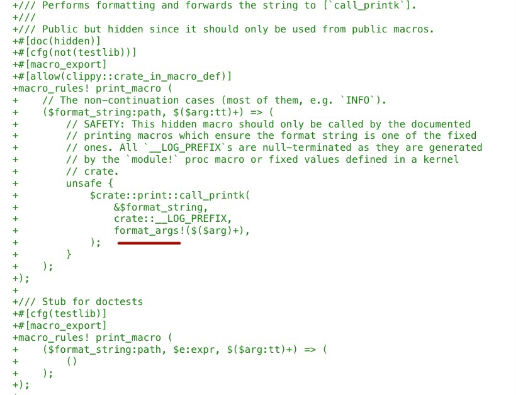 +/// Performs formatting and forwards the string to [`call_printk`].
+///
+/// Public but hidden since it should only be used from public macros.
+#[doc(hidden)]
+#[cfg(not(testlib))]
+#[macro_export]
+#[allow(clippy::crate_in_macro_def)]
+macro_rules! print_macro (
+    // The non-continuation cases (most of them, e.g. `INFO`).
+    ($format_string:path, $($arg:tt)+) => (
+        // SAFETY: This hidden macro should only be called by the documented
+        // printing macros which ensure the format string is one of the fixed
+        // ones. All `__LOG_PREFIX`s are null-terminated as they are generated
+        // by the `module!` proc macro or fixed values defined in a kernel
+        // crate.
+        unsafe {
+            $crate::print::call_printk(
+                &$format_string,
+                crate::__LOG_PREFIX,
+                format_args!($($arg)+),
+            );
+        }
+    );
+);
+
+/// Stub for doctests
+#[cfg(testlib)]
+#[macro_export]
+macro_rules! print_macro (
+    ($format_string:path, $e:expr, $($arg:tt)+) => (
+        ()
+    );
+);